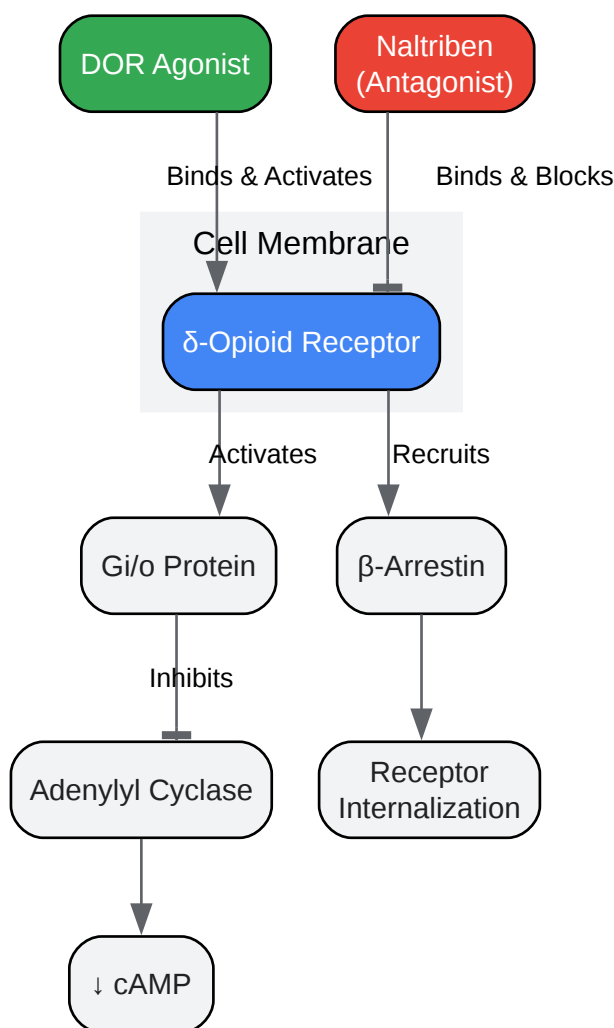 DOR Agonist
Naltriben
(Antagonist)
Binds & Activates
Binds & Blocks
Cell Membrane
δ-Opioid Receptor
Activates
Recruits
Gi/o Protein
β-Arrestin
Inhibits
Adenylyl Cyclase
Receptor
Internalization
↓ cAMP